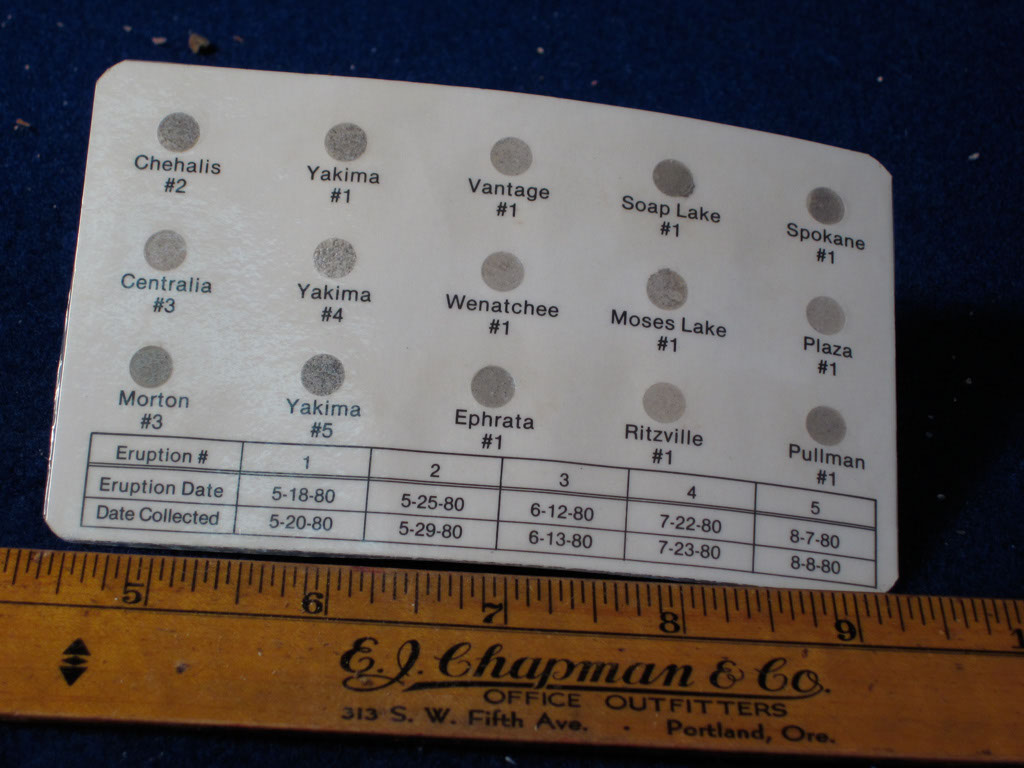 Chehalis
#2
Yakima
#1
Vantage
#1
Soap Lake
#1
Spokane
#1
Centralia
#3
Yakima
#4
Wenatchee
#1
Moses Lake
#1
Plaza
#1
Morton
#3
Yakima
#5
Ephrata
#1
Ritzville
#1
Pullman
#1
Eruption # 1 2 3 4 5
Eruption Date 5-18-80 5-25-80 6-12-80 7-22-80 8-7-80
Date Collected 5-20-80 5-29-80 6-13-80 7-23-80 8-8-80
5 6 7 8 9 1
E.J. Chapman & Co.
OFFICE OUTFITTERS
313 S. W. Fifth Ave. . Portland, Ore.